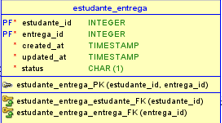 estudante_entrega
PF* estudante_id INTEGER
PF* entrega_id INTEGER
* created_at TIMESTAMP
* updated_at TIMESTAMP
* status CHAR (1)
estudante_entrega_PK (estudante_id, entrega_id)
estudante_entrega_estudante_FK (estudante_id)
estudante_entrega_entrega_FK (entrega_id)